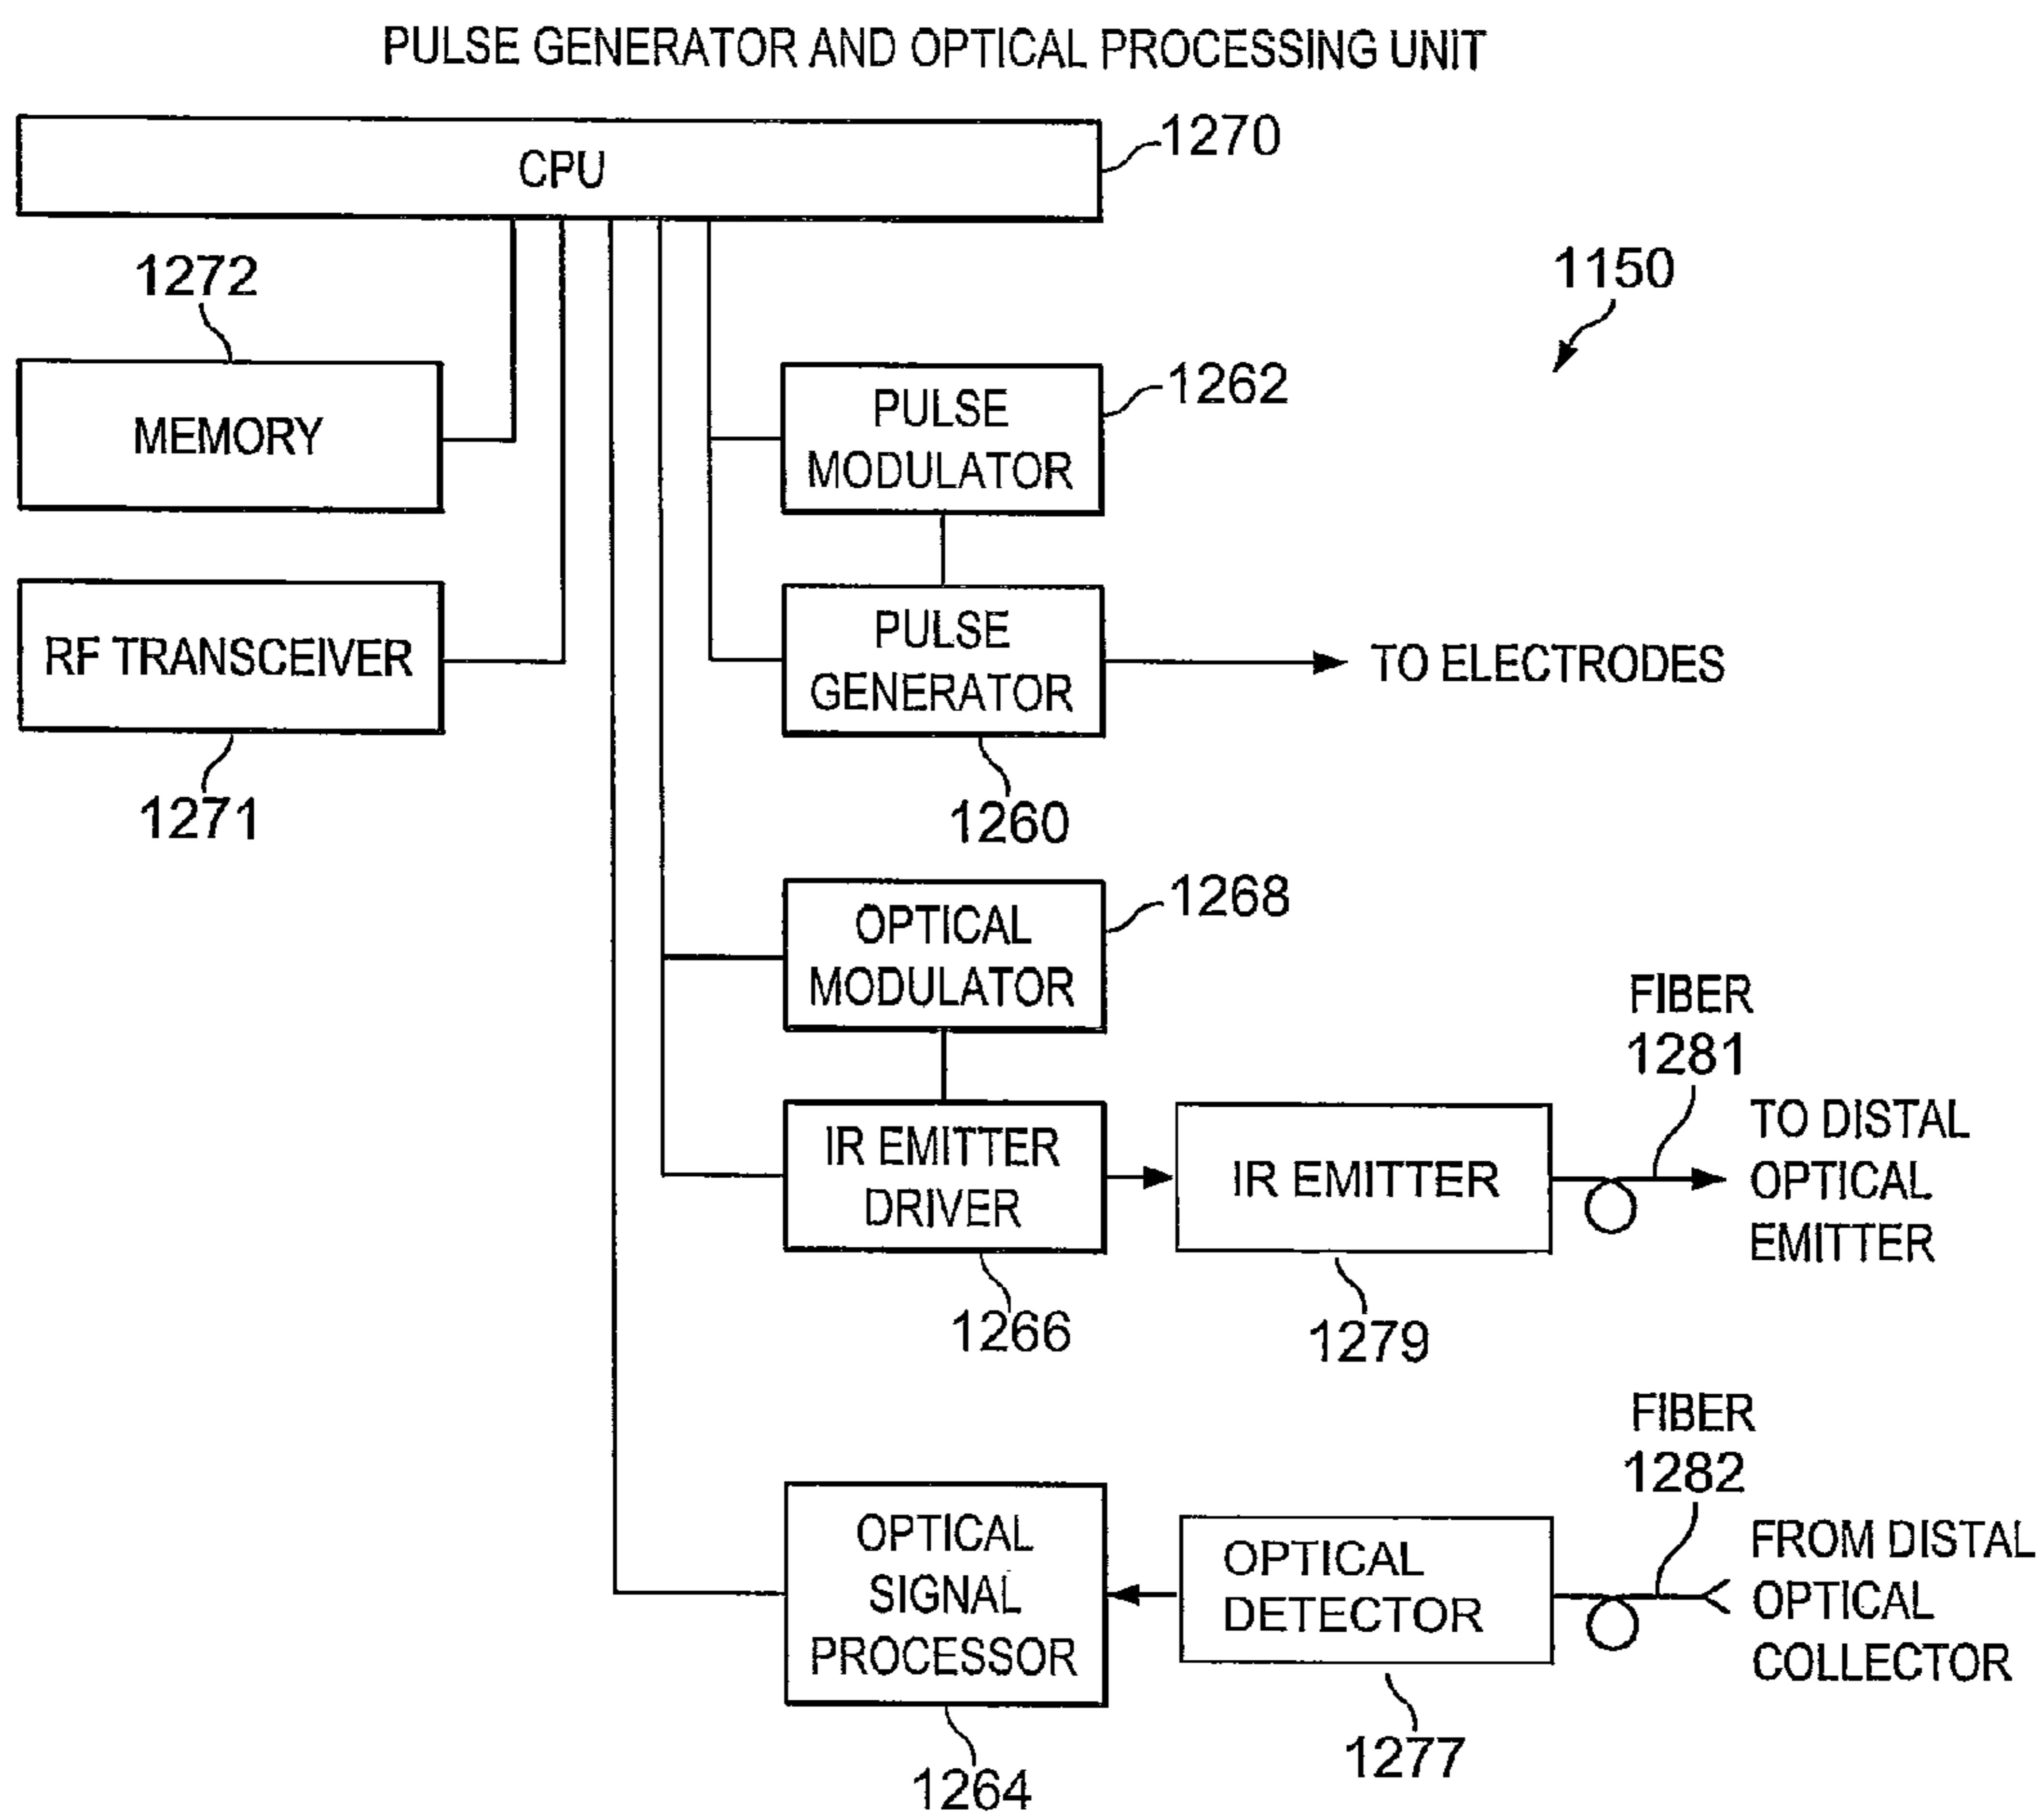 PULSE GENERATOR AND OPTICAL PROCESSING UNIT
CPU
1270
1272
1150
MEMORY
PULSE
MODULATOR
1262
RF TRANSCEIVER
1271
PULSE
GENERATOR
TO ELECTRODES
1260
OPTICAL
MODULATOR
1268
FIBER
1281
IR EMITTER
DRIVER
IR EMITTER
TO DISTAL
OPTICAL
EMITTER
1266
1279
FIBER
1282
OPTICAL
SIGNAL
PROCESSOR
OPTICAL
DETECTOR
FROM DISTAL
OPTICAL
COLLECTOR
1264
1277